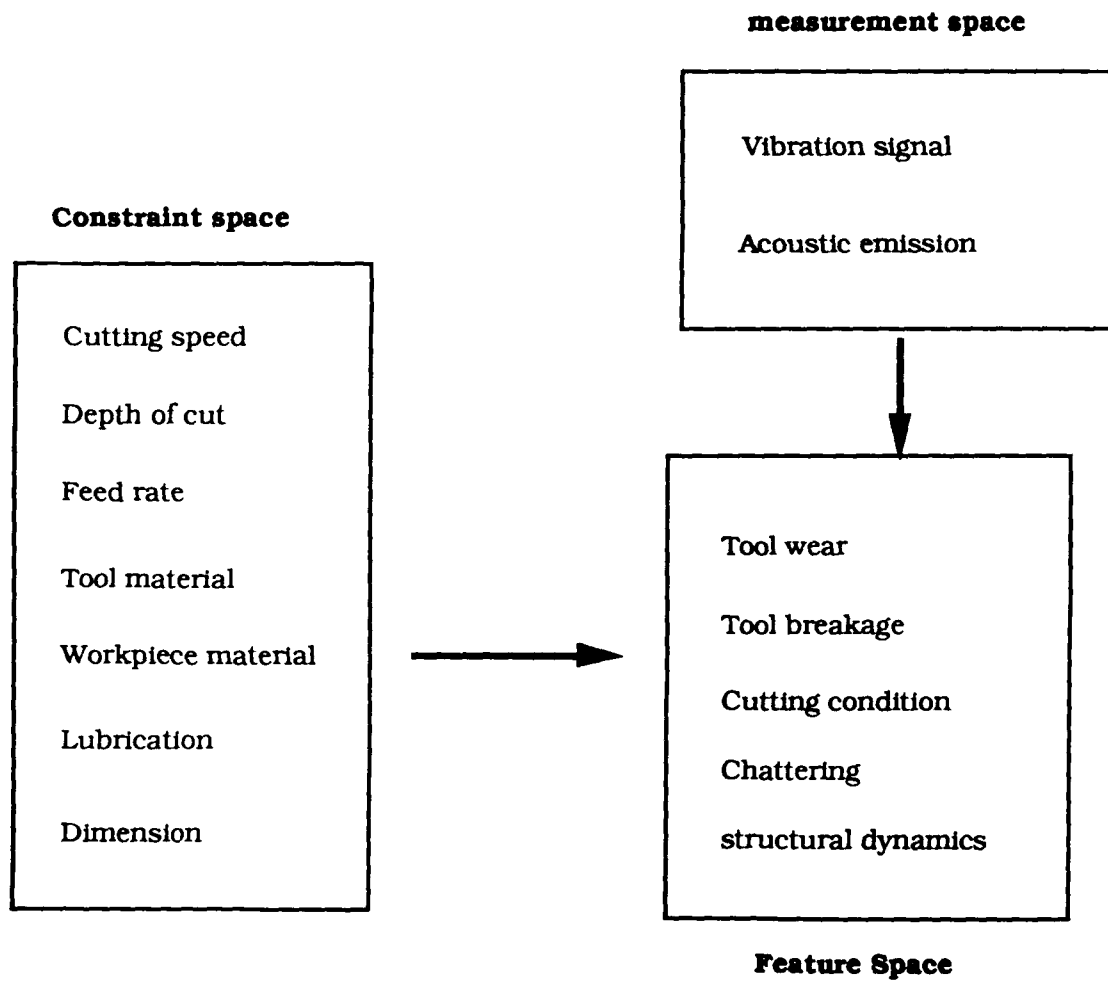 measurement space
Vibration signal
Acoustic emission
Constraint space
Cutting speed
Depth of cut
Feed rate
Tool material
Workpiece material
Lubrication
Dimension
Tool wear
Tool breakage
Cutting condition
Chattering
structural dynamics
Feature Space